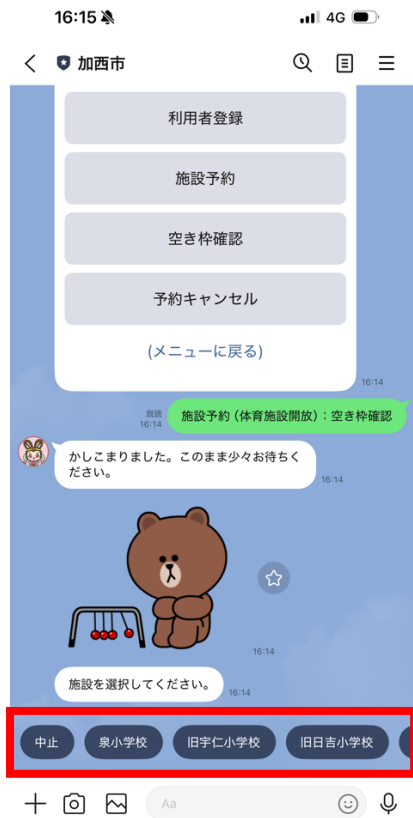 16:15 4G
加西市
利用者登録
施設予約
空き枠確認
予約キャンセル
(メニューに戻る)
16:14
既読
16:14
施設予約（体育施設開放）：空き枠確認
かしこまりました。このまま少々お待ちく
ださい。
16:14
16:14
施設を選択してください。
16:14
中止 泉小学校 旧宇仁小学校 旧日吉小学校
Aa